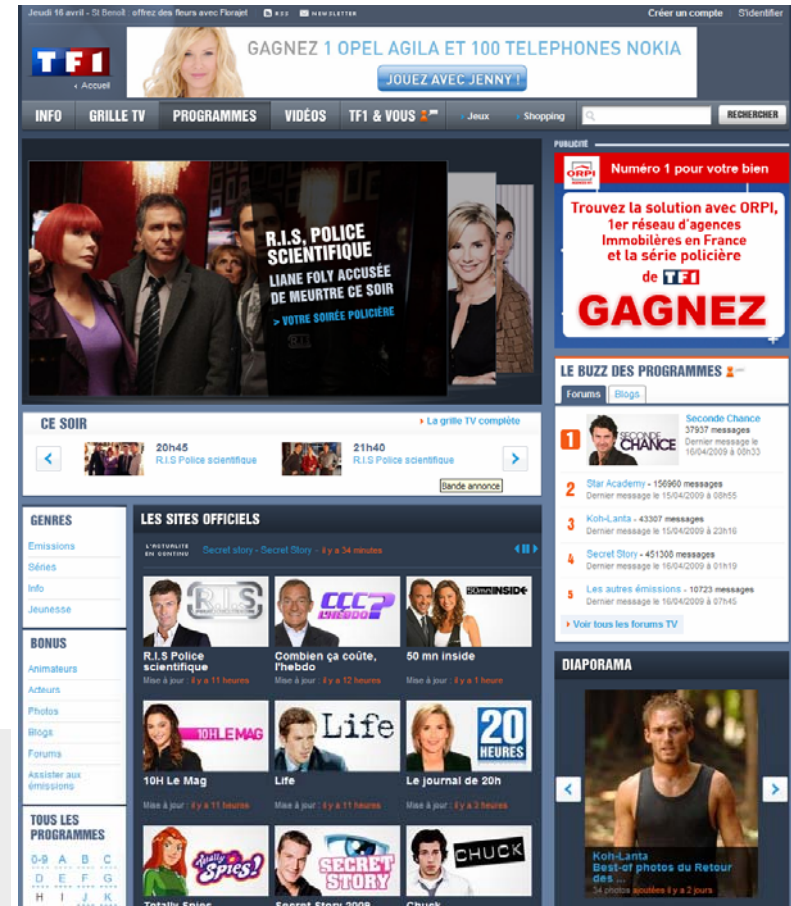 Jeudi 16 avril - St Benoît : offrez des fleurs avec Florajet
RSS
NEWSLETTER
Créer un compte
S'identifier
TF1
‹ Accueil
GAGNEZ 1 OPEL AGILA ET 100 TELEPHONES NOKIA
JOUEZ AVEC JENNY !
INFO
GRILLE TV
PROGRAMMES
VIDÉOS
TF1 & VOUS
Jeux
Shopping
RECHERCHER
R.I.S, POLICE
SCIENTIFIQUE
LIANE FOLY ACCUSÉE
DE MEURTRE CE SOIR
> VOTRE SOIRÉE POLICIÈRE
R.I.S
PUBLICITÉ
ORPI
Numéro 1 pour votre bien
Trouvez la solution avec ORPI,
1er réseau d'agences
Immobilères en France
et la série policière
de TF1
GAGNEZ
CE SOIR
La grille TV complète
20h45
R.I.S Police scientifique
21h40
R.I.S Police scientifique
Bande annonce
LE BUZZ DES PROGRAMMES
Forums
Blogs
1
SECONDE
CHANCE
Seconde Chance
37937 messages
Dernier message le
16/04/2009 à 08h33
2 Star Academy - 156960 messages
Dernier message le 15/04/2009 à 08h55
3 Koh-Lanta - 43307 messages
Dernier message le 15/04/2009 à 23h16
4 Secret Story - 451308 messages
Dernier message le 16/04/2009 à 01h19
5 Les autres émissions - 10723 messages
Dernier message le 16/04/2009 à 07h45
Voir tous les forums TV
GENRES
Emissions
Séries
Info
Jeunesse
BONUS
Animateurs
Acteurs
Photos
Blogs
Forums
Assister aux
émissions
TOUS LES
PROGRAMMES
0-9 A B C
D E F G
H I J K
LES SITES OFFICIELS
L'ACTUALITÉ
EN CONTINU
Secret story - Secret Story - il y a 34 minutes
R.I.S
CCC?
L'HEBDO
50mn INSIDE
R.I.S Police
scientifique
Mise à jour : il y a 11 heures
Combien ça coûte,
l'hebdo
Mise à jour : il y a 12 heures
50 mn inside
Mise à jour : il y a 1 heure
10H LE MAG
Life
20
HEURES
10H Le Mag
Mise à jour : il y a 11 heures
Life
Mise à jour : il y a 11 heures
Le journal de 20h
Mise à jour : il y a 3 heures
Totally
Spies!
SECRET
STORY
CHUCK
Totally Spies
Secret Story 2009
Chuck
DIAPORAMA
Koh-Lanta
Best-of photos du Retour
des ...
34 photos ajoutées il y a 2 jours